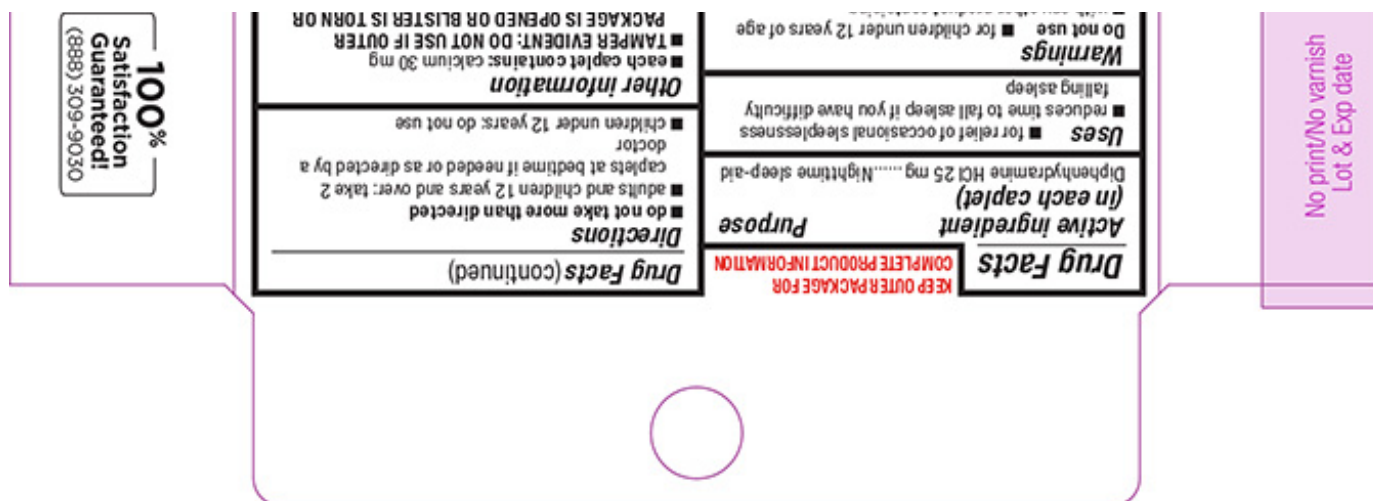 Drug Facts
KEEP OUTER PACKAGE FOR
COMPLETE PRODUCT INFORMATION
Active ingredient Purpose
(in each caplet)
Diphenhydramine HCl 25 mg......Nighttime sleep-aid
Uses ■ for relief of occasional sleeplessness
■ reduces time to fall asleep if you have difficulty
falling asleep
Warnings
Do not use ■ for children under 12 years of age
Drug Facts (continued)
Directions
■ do not take more than directed
■ adults and children 12 years and over: take 2
caplets at bedtime if needed or as directed by a
doctor
■ children under 12 years: do not use
Other information
■ each caplet contains: calcium 30 mg
■ TAMPER EVIDENT: DO NOT USE IF OUTER
PACKAGE IS OPENED OR BLISTER IS TORN OR
100%
Satisfaction
Guaranteed!!
(888) 309-9030
No print/No varnish
Lot & Exp date